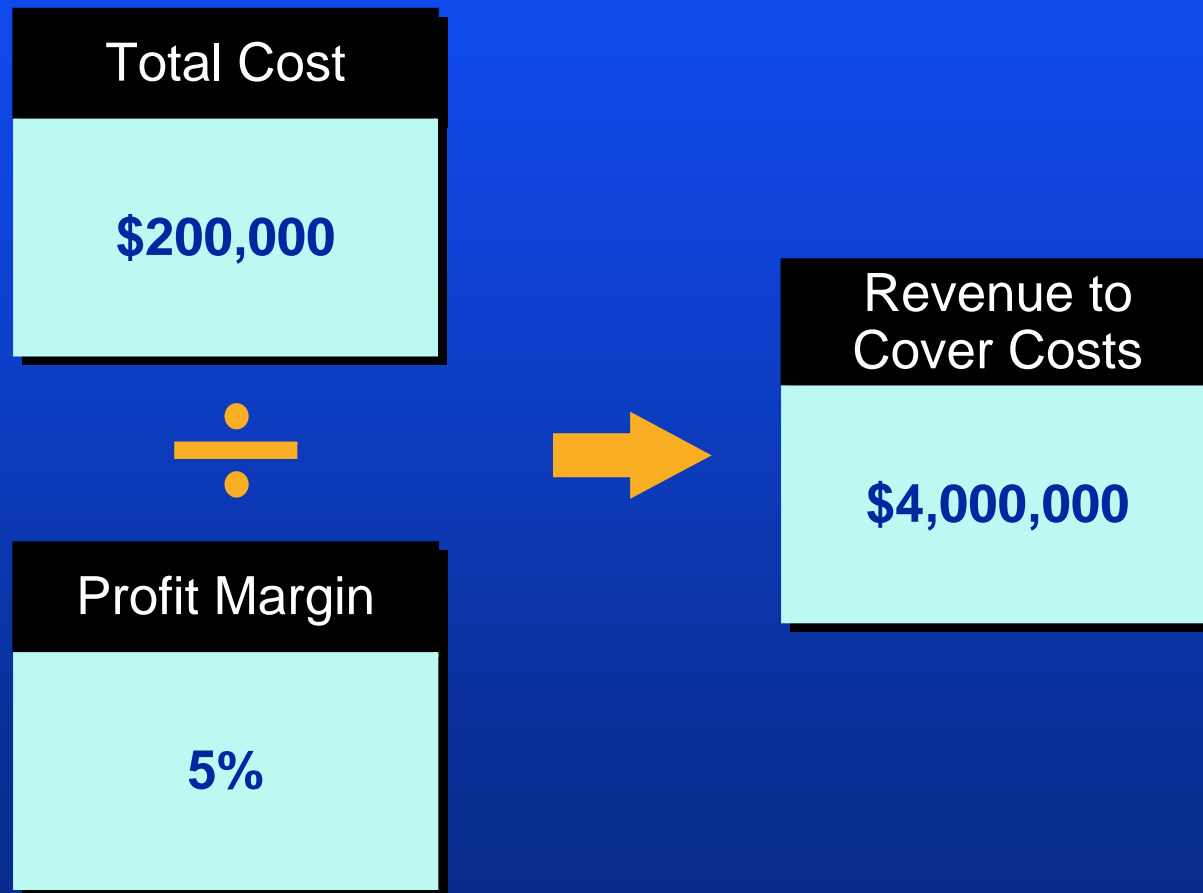 Total Cost
$200,000
÷
Profit Margin
5%
Revenue to
Cover Costs
$4,000,000